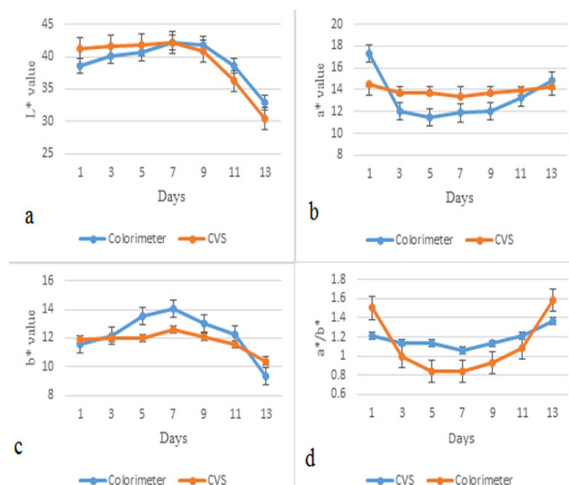 45
40
35
30
25
L* value
1 3 5 7 9 11 13
Days
a
Colorimeter CVS
20
18
16
14
12
10
8
a* value
1 3 5 7 9 11 13
Days
b
Colorimeter CVS
16
14
12
10
8
b* value
1 3 5 7 9 11 13
Days
c
Colorimeter CVS
1.8
1.6
1.4
1.2
1
0.8
0.6
a*/b*
1 3 5 7 9 11 13
Days
d
CVS Colorimeter